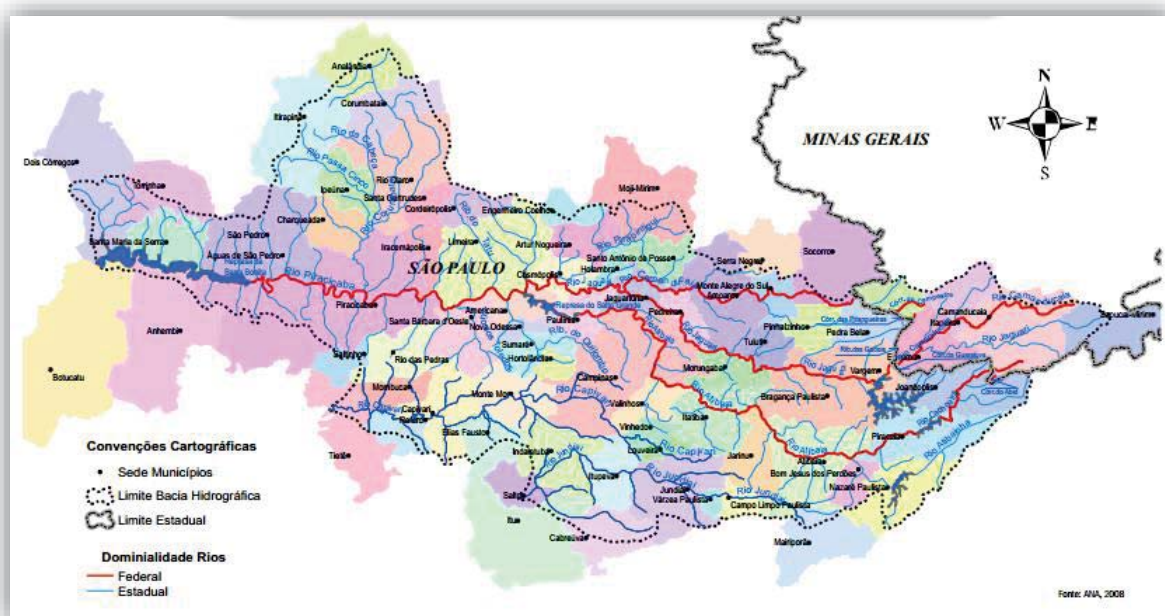 N
W
E
S
MINAS GERAIS
SÃO PAULO
Analândia
Corumbataí
Itirapina
Dois Córregos
Torrinha
Rio da Cabeça
Rio Passa Cinco
Rio Claro
Ipeúna
Santa Gertrudes
Cordeirópolis
Charqueada
São Pedro
Santa Maria da Serra
Águas de São Pedro
Iracemápolis
Limeira
Engenheiro Coelho
Artur Nogueira
Moji-Mirim
Santo Antônio de Posse
Holambra
Cosmópolis
Serra Negra
Socorro
Monte Alegre do Sul
Amparo
Jaguariúna
Pedreira
Pinhalzinho
Pedra Bela
Tuiuti
Camanducaia
Rio Camanducaia
Rio Jaguari
Itapeva
Extrema
Sapucaí-Mirim
Vargem
Joanópolis
Rio Piracicaba
Piracicaba
Anhembi
Botucatu
Saltinho
Rio das Pedras
Santa Bárbara d'Oeste
Americana
Nova Odessa
Paulínia
Represa do Salto Grande
Sumaré
Hortolândia
Campinas
Morungaba
Bragança Paulista
Rio Atibaia
Mombuca
Capivari
Rafard
Monte Mor
Elias Fausto
Rio Capivari
Valinhos
Vinhedo
Itatiba
Louveira
Jarinu
Atibaia
Piracaia
Bom Jesus dos Perdões
Nazaré Paulista
Tietê
Indaiatuba
Itupeva
Salto
Itu
Cabreúva
Jundiaí
Várzea Paulista
Rio Jundiaí
Campo Limpo Paulista
Mairiporã
Convenções Cartográficas
Sede Municípios
Limite Bacia Hidrográfica
Limite Estadual
Dominialidade Rios
Federal
Estadual
Fonte: ANA, 2008